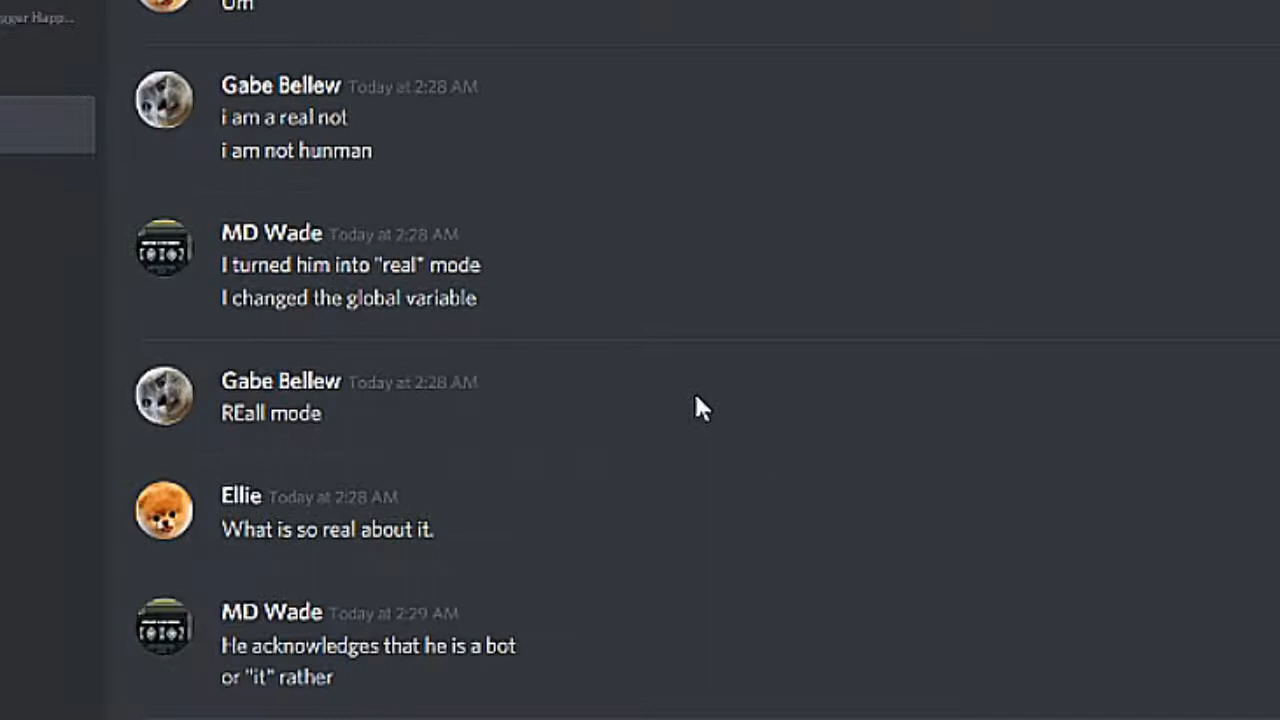 Um
Gabe Bellew Today at 2:28 AM
i am a real not
i am not hunman
MD Wade Today at 2:28 AM
I turned him into "real" mode
I changed the global variable
Gabe Bellew Today at 2:28 AM
REall mode
Ellie Today at 2:28 AM
What is so real about it.
MD Wade Today at 2:29 AM
He acknowledges that he is a bot
or "it" rather